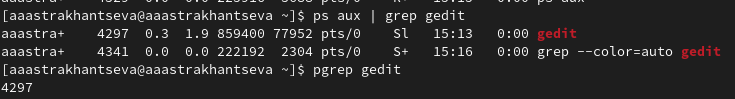 [aaastrakhantseva@aaastrakhantseva ~]$ ps aux | grep gedit
aaastra+    4297  0.3  1.9 859400 77952 pts/0    Sl   15:13   0:00 gedit
aaastra+    4341  0.0  0.0 222192  2304 pts/0    S+   15:16   0:00 grep --color=auto gedit
[aaastrakhantseva@aaastrakhantseva ~]$ pgrep gedit
4297